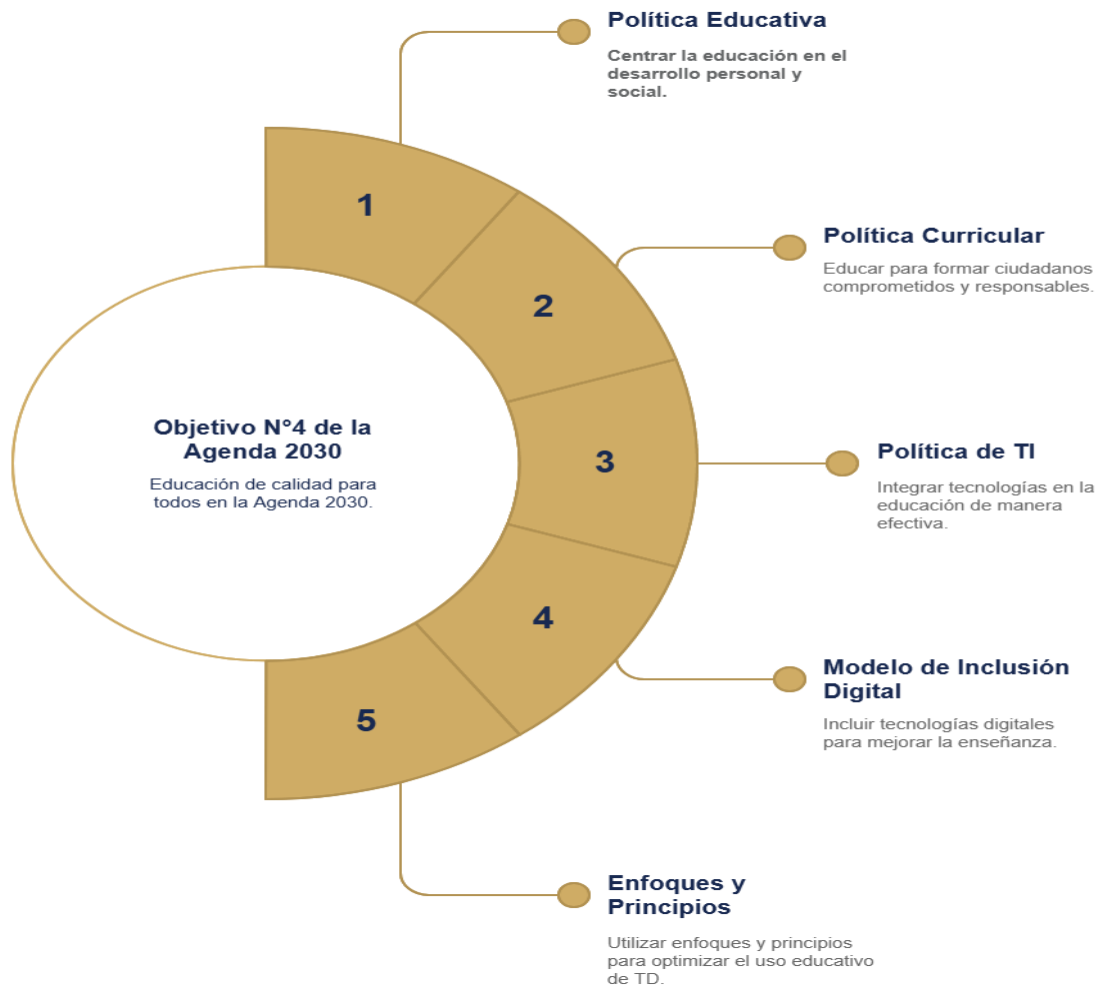 Política Educativa
Centrar la educación en el
desarrollo personal y
social.
1
Política Curricular
Educar para formar ciudadanos
comprometidos y responsables.
2
Objetivo N°4 de la
Agenda 2030
Educación de calidad para
todos en la Agenda 2030.
3
Política de TI
Integrar tecnologías en la
educación de manera
efectiva.
4
Modelo de Inclusión
Digital
Incluir tecnologías digitales
para mejorar la enseñanza.
5
Enfoques y
Principios
Utilizar enfoques y principios
para optimizar el uso educativo
de TD.